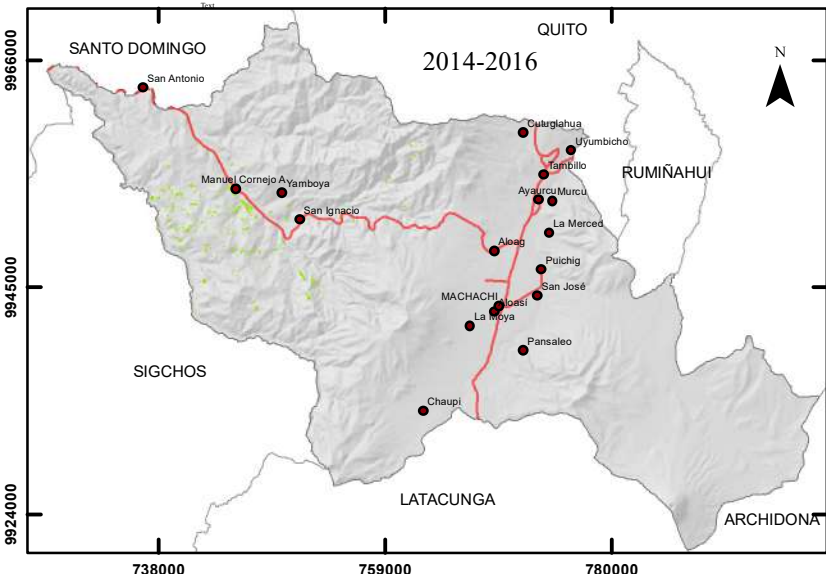 Text
QUITO
SANTO DOMINGO
2014-2016
N
9966000
San Antonio
Cutuglahua
Uyumbicho
Tambillo
RUMIÑAHUI
Manuel Cornejo A
Yamboya
Ayaurcu
Murcu
San Ignacio
La Merced
Aloag
Puichig
9945000
San José
MACHACHI
Aloasí
La Moya
Pansaleo
SIGCHOS
Chaupi
LATACUNGA
9924000
ARCHIDONA
738000
759000
780000